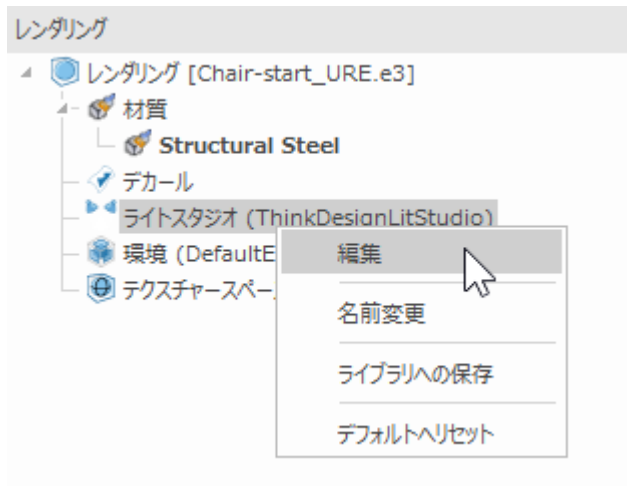 レンダリング
レンダリング [Chair-start_URE.e3]
材質
Structural Steel
デカール
ライトスタジオ (ThinkDesignLitStudio)
環境 (DefaultE
テクスチャースペー
編集
名前変更
ライブラリへの保存
デフォルトへリセット